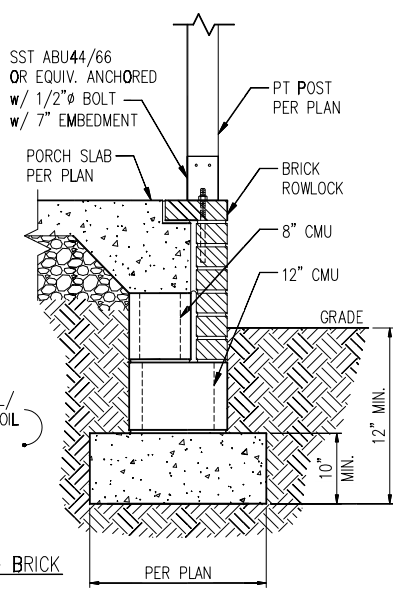 SST ABU44/66
OR EQUIV. ANCHORED
w/ 1/2"ø BOLT
w/ 7" EMBEDMENT
PT POST
PER PLAN
PORCH SLAB
PER PLAN
BRICK
ROWLOCK
8" CMU
12" CMU
GRADE
12" MIN.
10"
MIN.
OIL
BRICK
PER PLAN